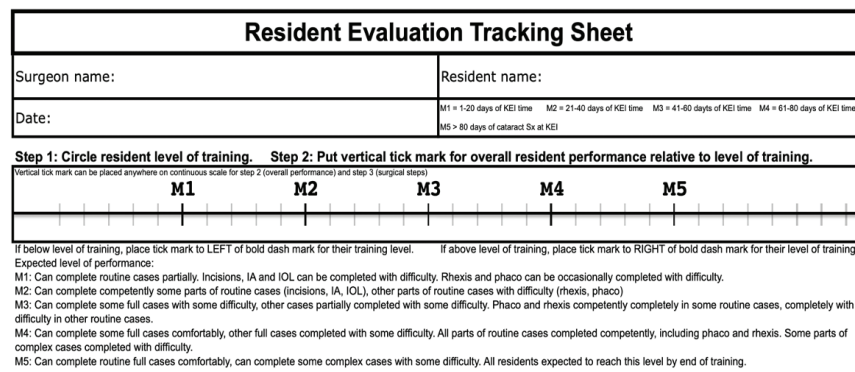 Resident Evaluation Tracking Sheet
Surgeon name:
Resident name:
Date:
M1 = 1-20 days of KEI time M2 = 21-40 days of KEI time M3 = 41-60 dayts of KEI time M4 = 61-80 days of KEI time
M5 > 80 days of cataract Sx at KEI
Step 1: Circle resident level of training. Step 2: Put vertical tick mark for overall resident performance relative to level of training.
Vertical tick mark can be placed anywhere on continuous scale for step 2 (overall performance) and step 3 (surgical steps)
M1 M2 M3 M4 M5
If below level of training, place tick mark to LEFT of bold dash mark for their training level. If above level of training, place tick mark to RIGHT of bold dash mark for their level of training
Expected level of performance:
M1: Can complete routine cases partially. Incisions, IA and IOL can be completed with difficulty. Rhexis and phaco can be occasionally completed with difficulty.
M2: Can complete competently some parts of routine cases (incisions, IA, IOL), other parts of routine cases with difficulty (rhexis, phaco)
M3: Can complete some full cases with some difficulty, other cases partially completed with some difficulty. Phaco and rhexis competently completely in some routine cases, completely with
difficulty in other routine cases.
M4: Can complete some full cases comfortably, other full cases completed with some difficulty. All parts of routine cases completed competently, including phaco and rhexis. Some parts of
complex cases completed with difficulty.
M5: Can complete routine full cases comfortably, can complete some complex cases with some difficulty. All residents expected to reach this level by end of training.